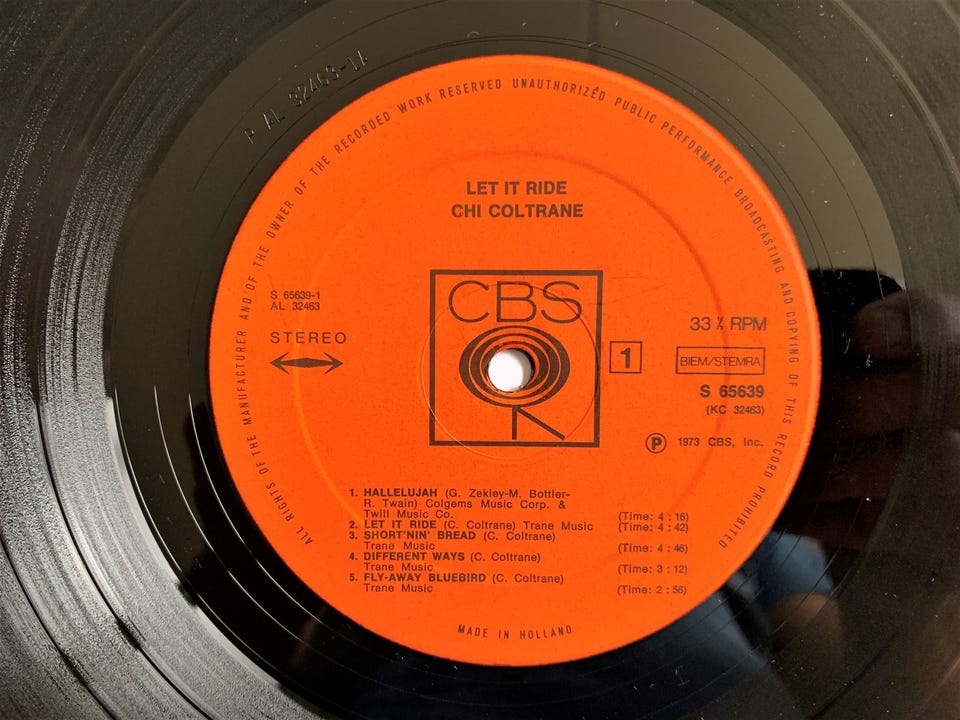 P AL 32463-1A
ALL RIGHTS OF THE MANUFACTURER AND OF THE OWNER OF THE RECORDED WORK RESERVED UNAUTHORIZED PUBLIC PERFORMANCE BROADCASTING AND COPYING OF THIS RECORD PROHIBITED
LET IT RIDE
CHI COLTRANE
CBS
S 65639-1
AL 32463
STEREO
1
33 ⅓ RPM
BIEM/STEMRA
S 65639
(KC 32463)
Ⓟ 1973 CBS, Inc.
1. HALLELUJAH (G. Zekley-M. Bottler-
R. Twain) Colgems Music Corp. &
Twill Music Co. (Time: 4 : 16)
2. LET IT RIDE (C. Coltrane) Trane Music (Time: 4 : 42)
3. SHORT'NIN' BREAD (C. Coltrane)
Trane Music (Time: 4 : 46)
4. DIFFERENT WAYS (C. Coltrane)
Trane Music (Time: 3 : 12)
5. FLY-AWAY BLUEBIRD (C. Coltrane)
Trane Music (Time: 2 : 56)
MADE IN HOLLAND